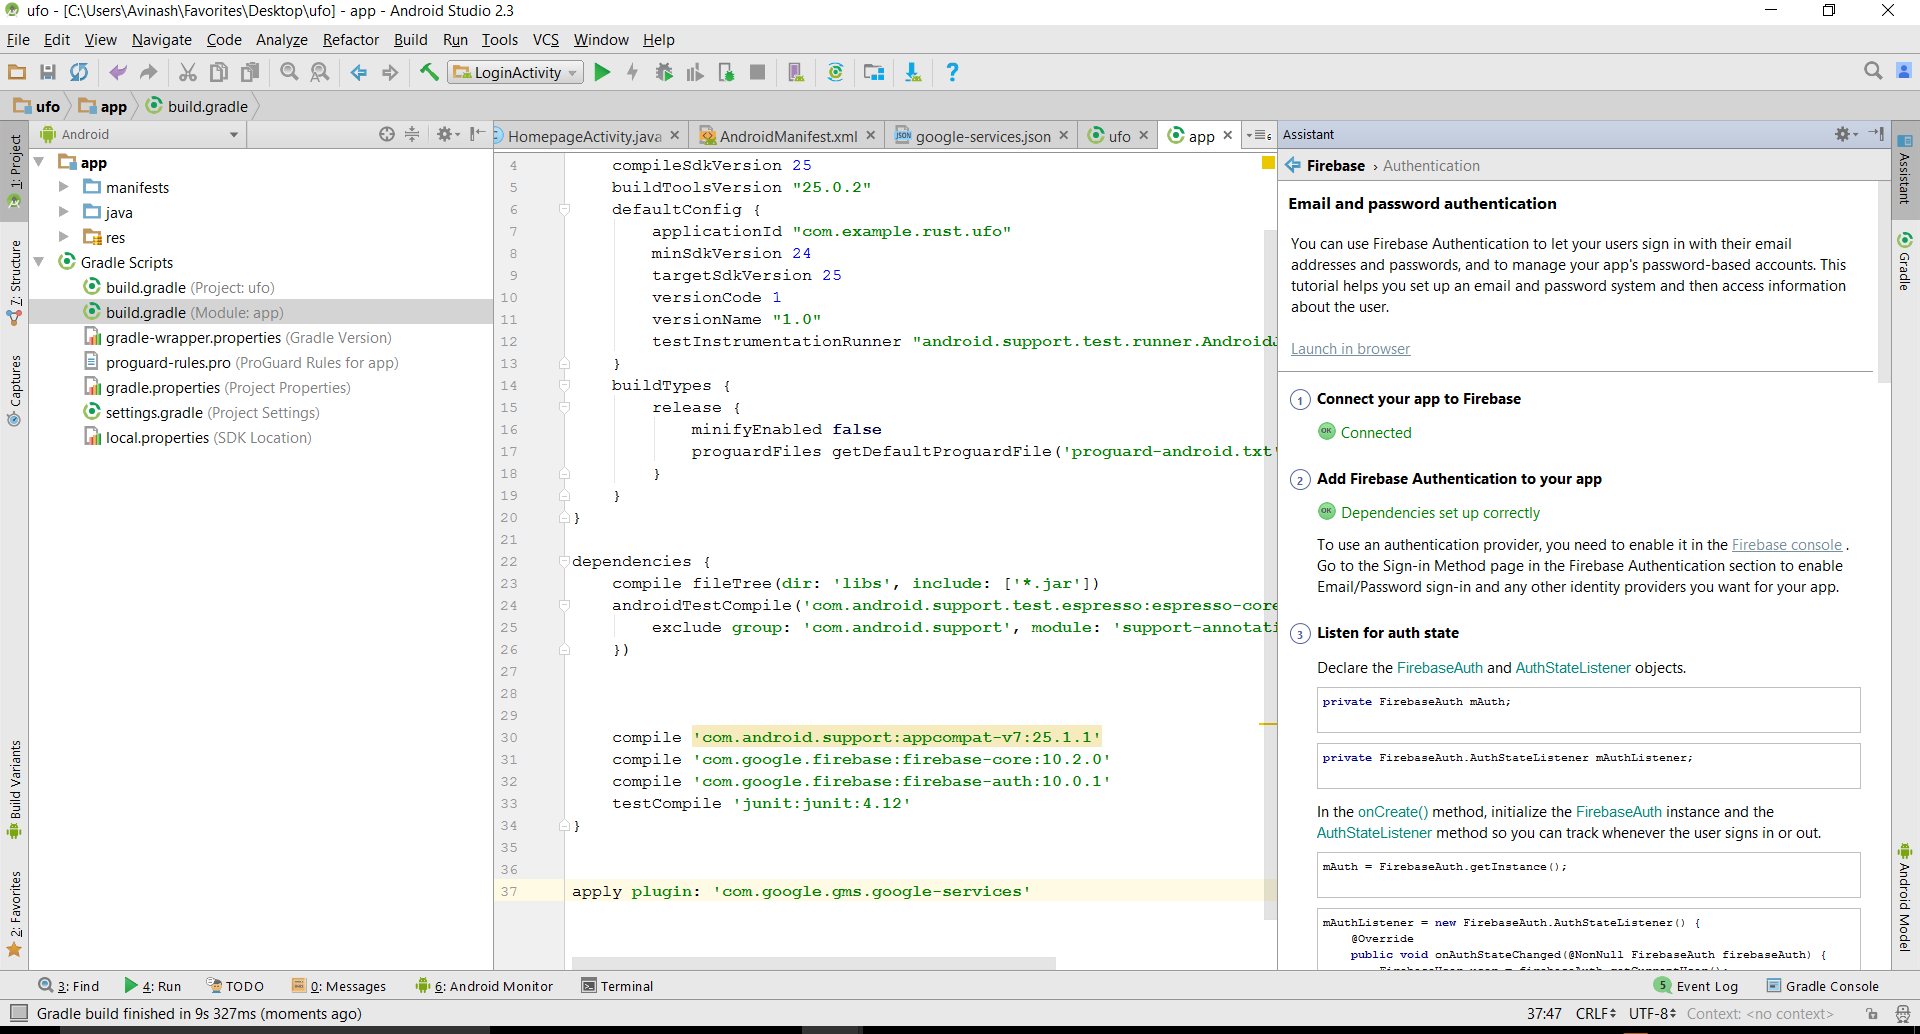 ufo - [C:\Users\Avinash\Favorites\Desktop\ufo] - app - Android Studio 2.3
File Edit View Navigate Code Analyze Refactor Build Run Tools VCS Window Help
LoginActivity
ufo app build.gradle
Android
HomepageActivity.java AndroidManifest.xml google-services.json ufo app
Assistant
1: Project
7: Structure
Captures
Build Variants
2: Favorites
app
manifests
java
res
Gradle Scripts
build.gradle (Project: ufo)
build.gradle (Module: app)
gradle-wrapper.properties (Gradle Version)
proguard-rules.pro (ProGuard Rules for app)
gradle.properties (Project Properties)
settings.gradle (Project Settings)
local.properties (SDK Location)
4 compileSdkVersion 25
5 buildToolsVersion "25.0.2"
6 defaultConfig {
7 applicationId "com.example.rust.ufo"
8 minSdkVersion 24
9 targetSdkVersion 25
10 versionCode 1
11 versionName "1.0"
12 testInstrumentationRunner "android.support.test.runner.AndroidJ
13 }
14 buildTypes {
15 release {
16 minifyEnabled false
17 proguardFiles getDefaultProguardFile('proguard-android.txt'
18 }
19 }
20 }
21
22 dependencies {
23 compile fileTree(dir: 'libs', include: ['*.jar'])
24 androidTestCompile('com.android.support.test.espresso:espresso-core
25 exclude group: 'com.android.support', module: 'support-annotati
26 })
27
28
29
30 compile 'com.android.support:appcompat-v7:25.1.1'
31 compile 'com.google.firebase:firebase-core:10.2.0'
32 compile 'com.google.firebase:firebase-auth:10.0.1'
33 testCompile 'junit:junit:4.12'
34 }
35
36
37 apply plugin: 'com.google.gms.google-services'
Firebase › Authentication
Email and password authentication
You can use Firebase Authentication to let your users sign in with their email
addresses and passwords, and to manage your app's password-based accounts. This
tutorial helps you set up an email and password system and then access information
about the user.
Launch in browser
1 Connect your app to Firebase
OK Connected
2 Add Firebase Authentication to your app
OK Dependencies set up correctly
To use an authentication provider, you need to enable it in the Firebase console .
Go to the Sign-in Method page in the Firebase Authentication section to enable
Email/Password sign-in and any other identity providers you want for your app.
3 Listen for auth state
Declare the FirebaseAuth and AuthStateListener objects.
private FirebaseAuth mAuth;
private FirebaseAuth.AuthStateListener mAuthListener;
In the onCreate() method, initialize the FirebaseAuth instance and the
AuthStateListener method so you can track whenever the user signs in or out.
mAuth = FirebaseAuth.getInstance();
mAuthListener = new FirebaseAuth.AuthStateListener() {
@Override
public void onAuthStateChanged(@NonNull FirebaseAuth firebaseAuth) {
FirebaseUser user = firebaseAuth.getCurrentUser();
Assistant
Gradle
Android Model
3: Find 4: Run TODO 0: Messages 6: Android Monitor Terminal 5 Event Log Gradle Console
Gradle build finished in 9s 327ms (moments ago) 37:47 CRLF UTF-8 Context: <no context>